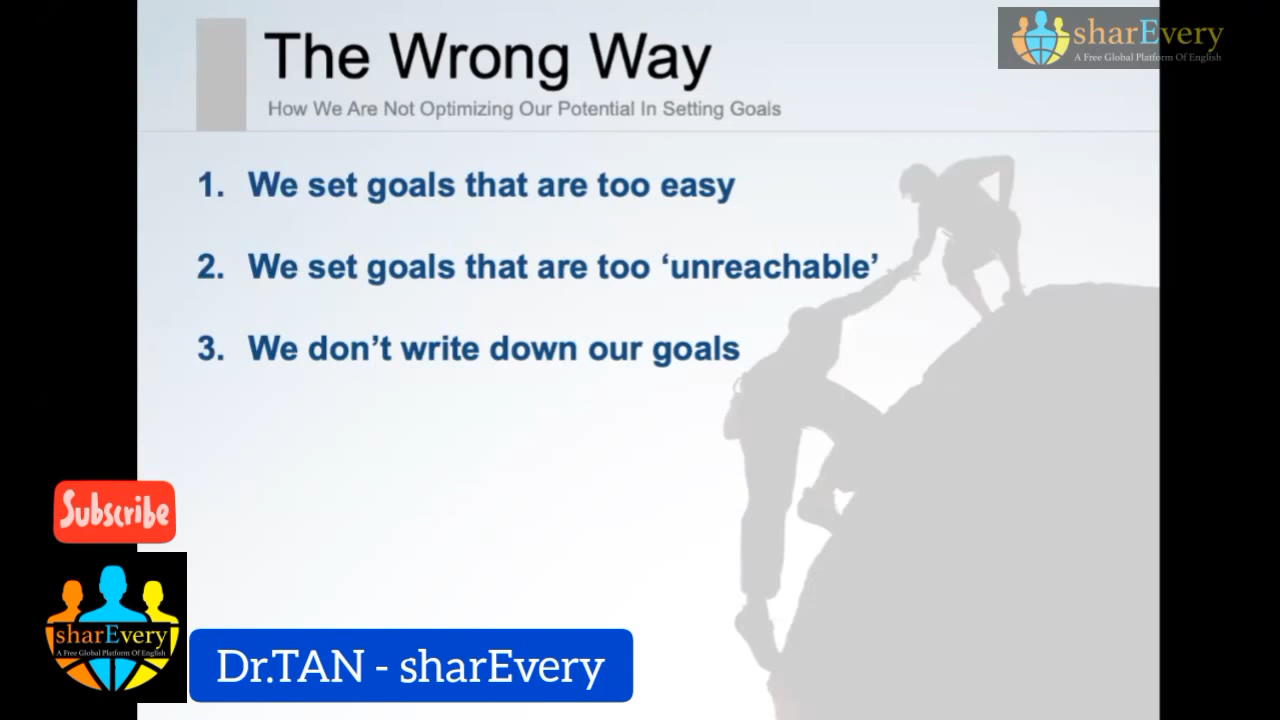 The Wrong Way
How We Are Not Optimizing Our Potential In Setting Goals
sharEvery
A Free Global Platform Of English
1. We set goals that are too easy
2. We set goals that are too ‘unreachable’
3. We don’t write down our goals
Subscribe
sharEvery
A Free Global Platform Of English
Dr.TAN - sharEvery